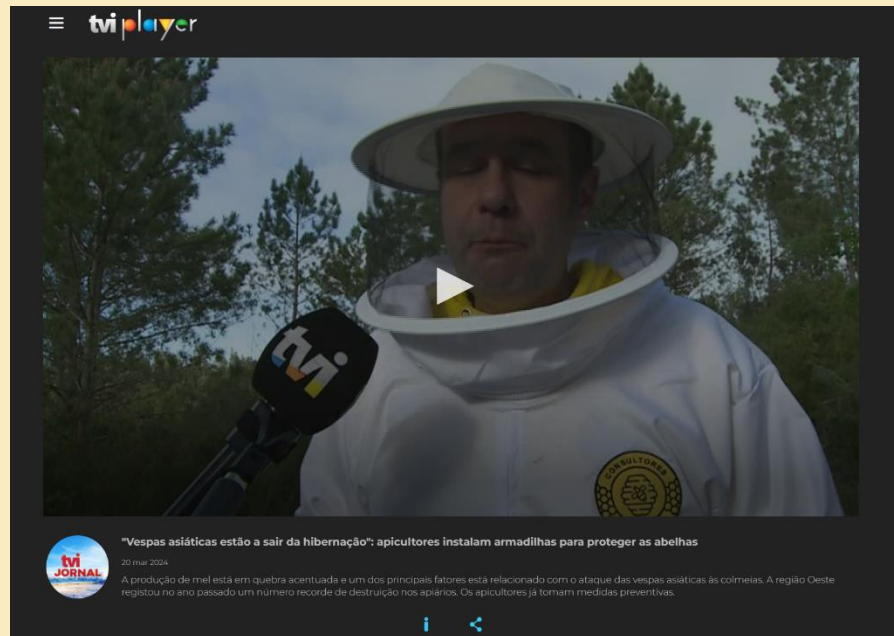 tvi player
tvi
CONSULTORES
"Vespas asiáticas estão a sair da hibernação": apicultores instalam armadilhas para proteger as abelhas
20 mar 2024
tvi
JORNAL
A produção de mel está em quebra acentuada e um dos principais fatores está relacionado com o ataque das vespas asiáticas às colmeias. A região Oeste
registou no ano passado um número recorde de destruição nos apiários. Os apicultores já tomam medidas preventivas.